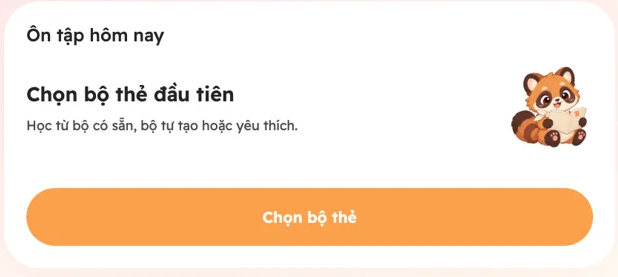 Ôn tập hôm nay
Chọn bộ thẻ đầu tiên
Học từ bộ có sẵn, bộ tự tạo hoặc yêu thích.
Chọn bộ thẻ